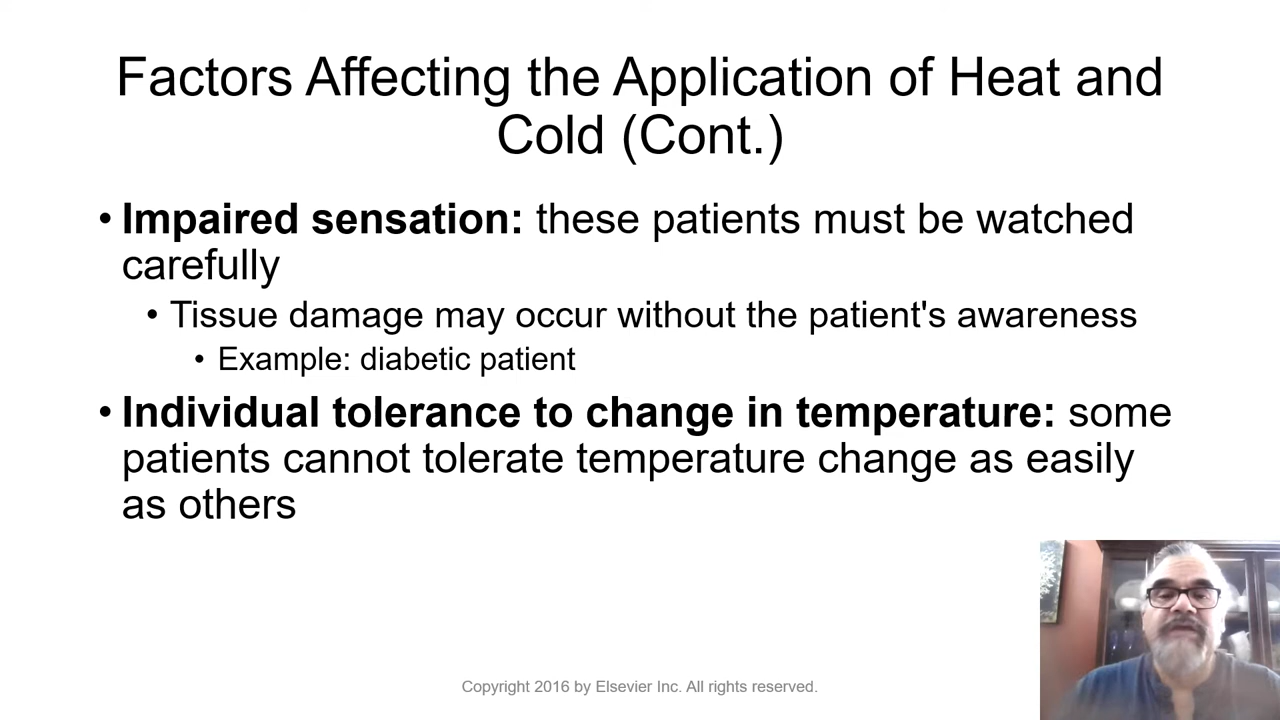 Factors Affecting the Application of Heat and
Cold (Cont.)
• Impaired sensation: these patients must be watched
carefully
• Tissue damage may occur without the patient's awareness
• Example: diabetic patient
• Individual tolerance to change in temperature: some
patients cannot tolerate temperature change as easily
as others
Copyright 2016 by Elsevier Inc. All rights reserved.